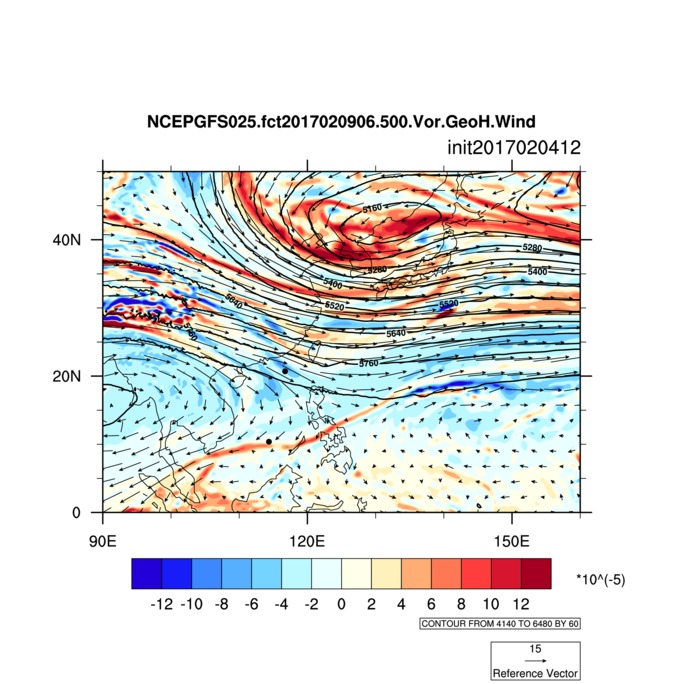 NCEPGFS025.fct2017020906.500.Vor.GeoH.Wind
init2017020412
5160
40N
5280
5280
5400
5400
5640
5520
5520
5640
5760
5760
20N
0
90E 120E 150E
-12 -10 -8 -6 -4 -2 0 2 4 6 8 10 12
*10^(-5)
CONTOUR FROM 4140 TO 6480 BY 60
15
Reference Vector